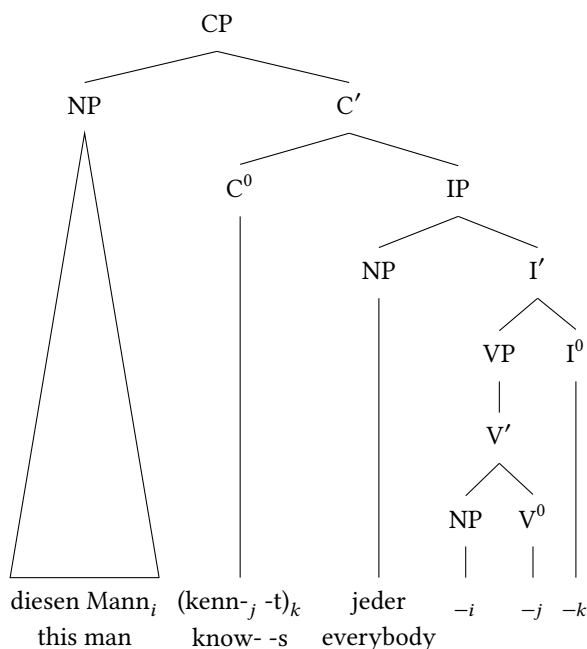 CP
NP C′
C⁰ IP
NP I′
VP I⁰
V′
NP V⁰
diesen Mannᵢ (kenn-ⱼ -t)ₖ jeder −ᵢ −ⱼ −ₖ
this man know- -s everybody